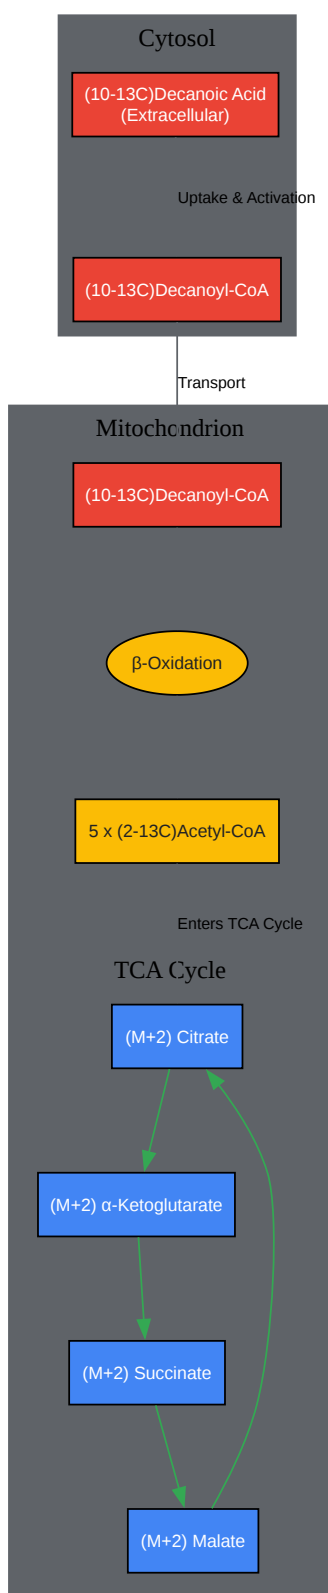 Cytosol
(10-13C)Decanoic Acid
(Extracellular)
Uptake & Activation
(10-13C)Decanoyl-CoA
Transport
Mitochondrion
(10-13C)Decanoyl-CoA
β-Oxidation
5 x (2-13C)Acetyl-CoA
Enters TCA Cycle
TCA Cycle
(M+2) Citrate
(M+2) α-Ketoglutarate
(M+2) Succinate
(M+2) Malate